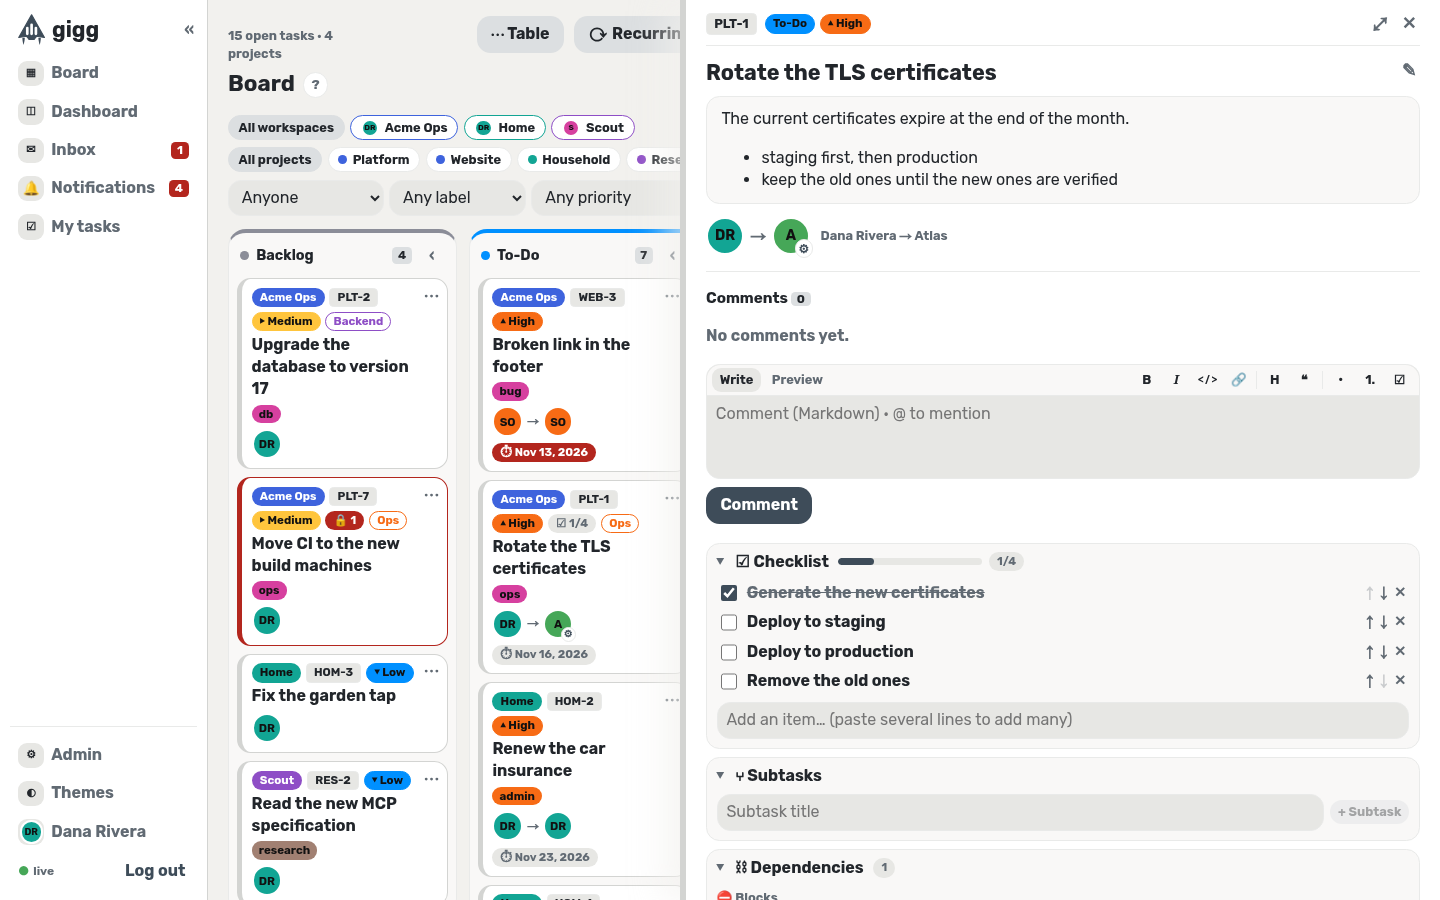 gigg
«
Board
Dashboard
Inbox 1
Notifications 4
My tasks
Admin
Themes
DR Dana Rivera
live Log out
15 open tasks · 4
projects
Board ?
··· Table
Recurrin
All workspaces DR Acme Ops DR Home S Scout
All projects Platform Website Household Rese
Anyone Any label Any priority
Backlog 4 ‹
Acme Ops PLT-2 ···
Medium Backend
Upgrade the
database to version
17
db
DR
Acme Ops PLT-7 ···
Medium 1 Ops
Move CI to the new
build machines
ops
DR
Home HOM-3 Low ···
Fix the garden tap
DR
Scout RES-2 Low ···
Read the new MCP
specification
research
DR
To-Do 7 ‹
Acme Ops WEB-3 ···
High
Broken link in the
footer
bug
SO → SO
Nov 13, 2026
Acme Ops PLT-1 ···
High 1/4 Ops
Rotate the TLS
certificates
ops
DR → A
Nov 16, 2026
Home HOM-2 ···
High
Renew the car
insurance
admin
DR → DR
Nov 23, 2026
PLT-1 To-Do High
Rotate the TLS certificates
The current certificates expire at the end of the month.
• staging first, then production
• keep the old ones until the new ones are verified
DR → A Dana Rivera → Atlas
Comments 0
No comments yet.
Write Preview B I </> H ❝ • 1.
Comment (Markdown) · @ to mention
Comment
Checklist 1/4
Generate the new certificates ↑ ↓ ✕
Deploy to staging ↑ ↓ ✕
Deploy to production ↑ ↓ ✕
Remove the old ones ↑ ↓ ✕
Add an item... (paste several lines to add many)
Subtasks
Subtask title + Subtask
Dependencies 1
Blocks